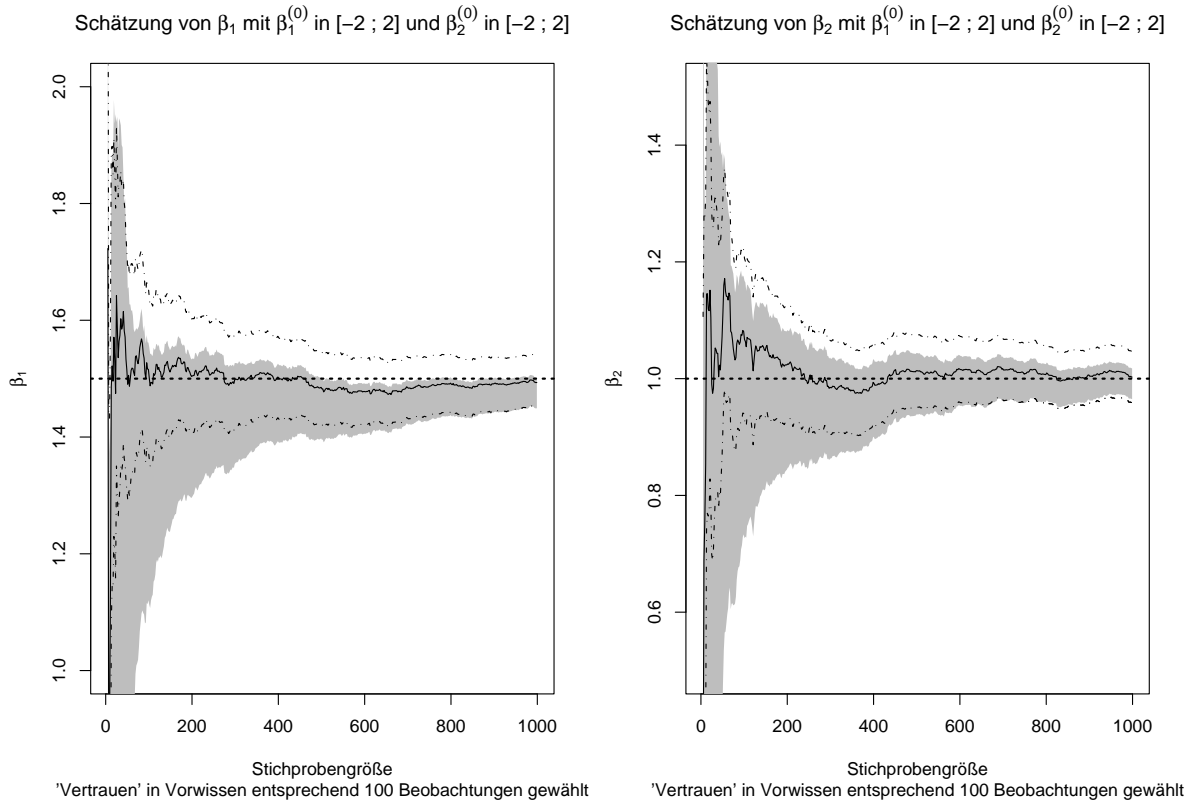 Schätzung von β₁ mit β₁⁽⁰⁾ in [−2 ; 2] und β₂⁽⁰⁾ in [−2 ; 2]
β₁
2.0
1.8
1.6
1.4
1.2
1.0
0 200 400 600 800 1000
Stichprobengröße
'Vertrauen' in Vorwissen entsprechend 100 Beobachtungen gewählt
Schätzung von β₂ mit β₁⁽⁰⁾ in [−2 ; 2] und β₂⁽⁰⁾ in [−2 ; 2]
β₂
1.4
1.2
1.0
0.8
0.6
0 200 400 600 800 1000
Stichprobengröße
'Vertrauen' in Vorwissen entsprechend 100 Beobachtungen gewählt